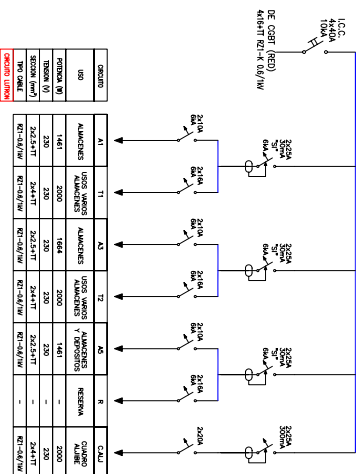 I.C.C.
4x40A
10kA
DE CGBT (RED)
4x16+TT RZ1-K 0.6/1kV
2x25A
30mA
"SI"
6kA
2x10A
6kA
2x16A
6kA
2x25A
30mA
"SI"
6kA
2x10A
6kA
2x16A
6kA
2x25A
30mA
"SI"
6kA
2x10A
6kA
2x16A
6kA
2x25A
300mA
2x20A
CIRCUITO A1 T1 A3 T2 A5 R C.ALJ
USO ALMACENES USOS VARIOS ALMACENES ALMACENES USOS VARIOS ALMACENES ALMACENES Y DEPOSITOS RESERVA CUADRO ALJIBE
POTENCIA (W) 1461 2000 1664 2000 1461 - 2000
TENSION (V) 230 230 230 230 230 - 230
SECCION (mm²) 2x2.5+TT 2x4+TT 2x2.5+TT 2x4+TT 2x2.5+TT - 2x4+TT
TIPO CABLE RZ1-0.6/1kV RZ1-0.6/1kV RZ1-0.6/1kV RZ1-0.6/1kV RZ1-0.6/1kV - RZ1-0.6/1kV
CIRCUITO LUTRON